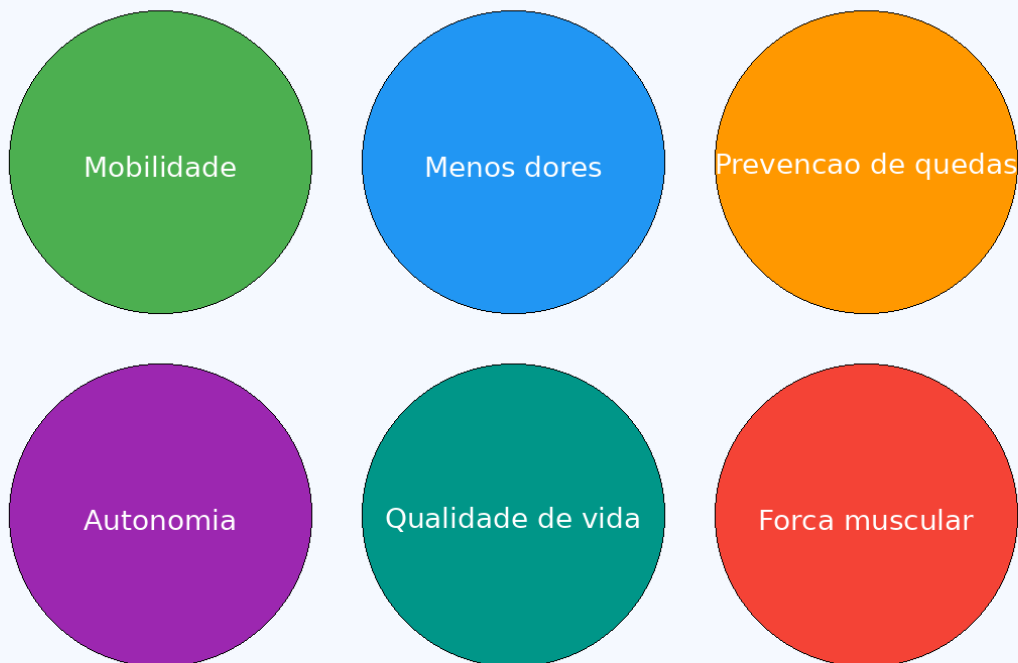 Mobilidade
Menos dores
Prevencao de quedas
Autonomia
Qualidade de vida
Forca muscular